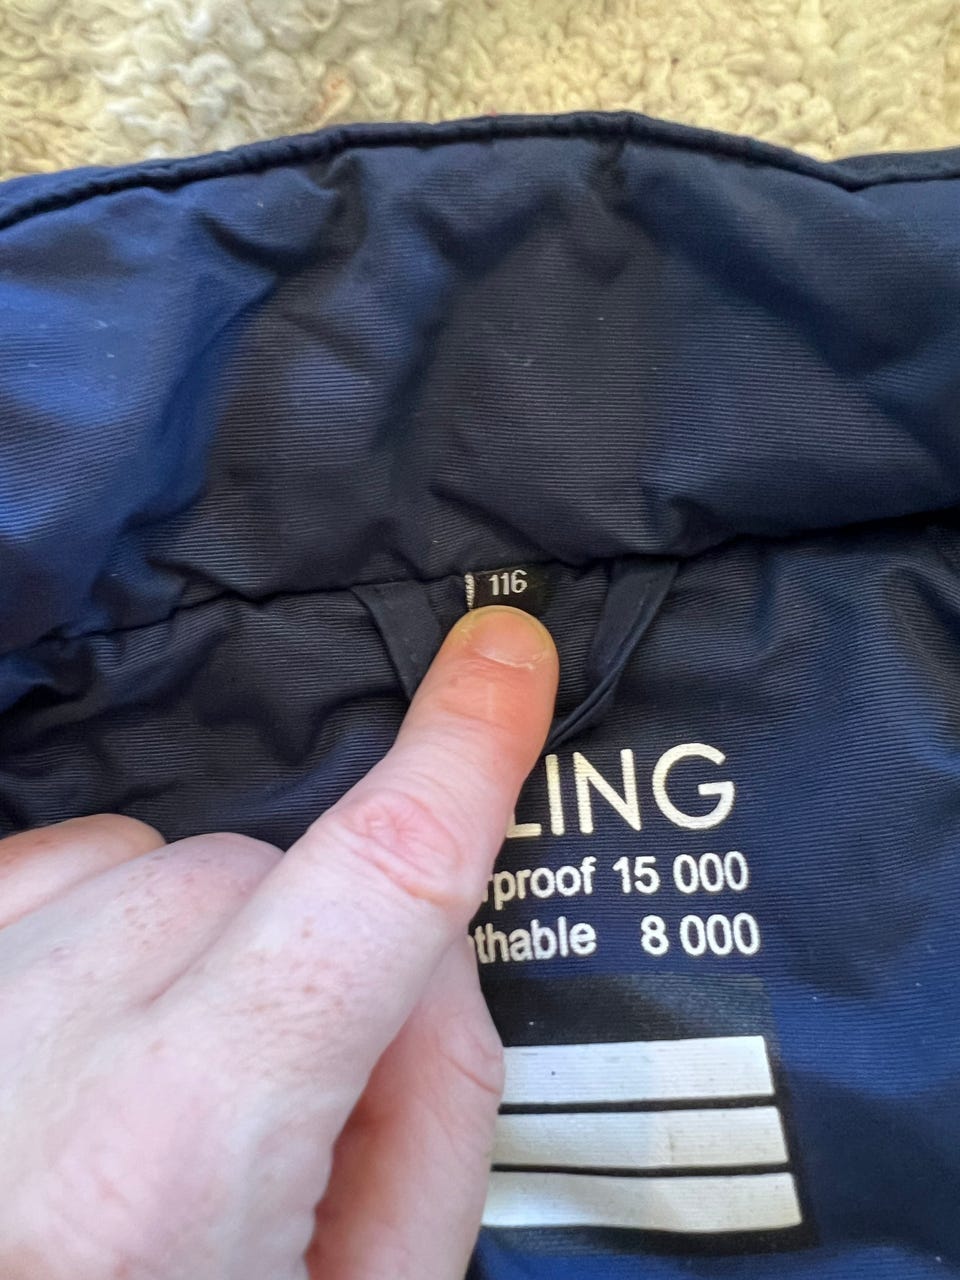 116
LING
rproof 15 000
thable 8 000